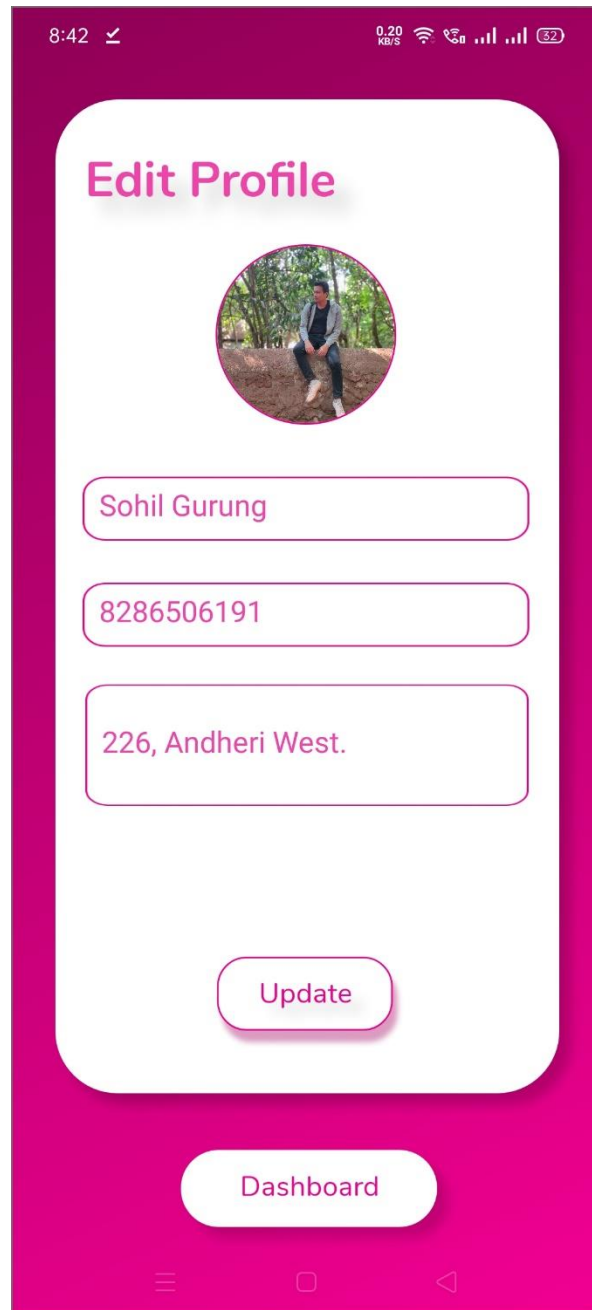 8:42
0.20
KB/S
32
Edit Profile
Sohil Gurung
8286506191
226, Andheri West.
Update
Dashboard